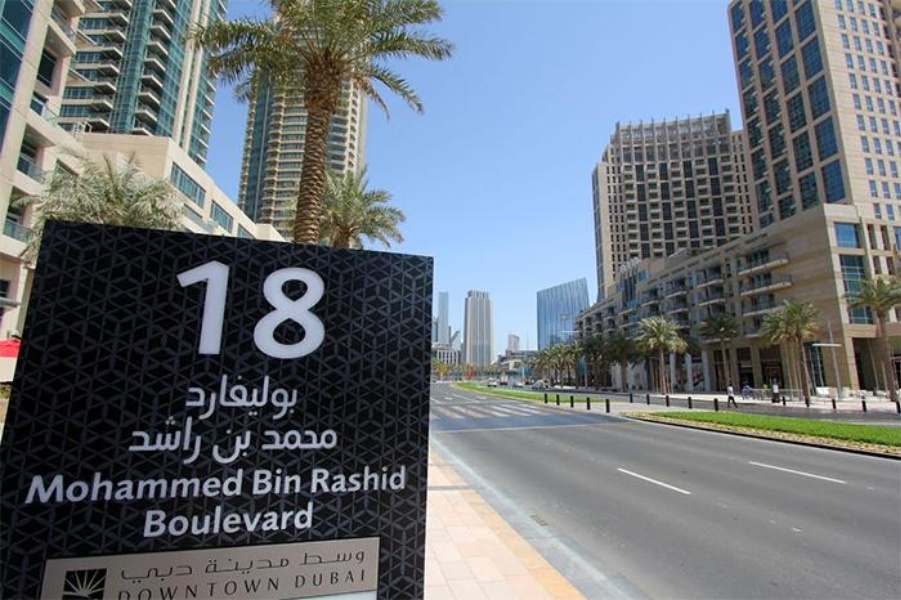 18
بوليفارد
محمد بن راشد
Mohammed Bin Rashid
Boulevard
وسط مدينة دبي
DOWNTOWN DUBAI